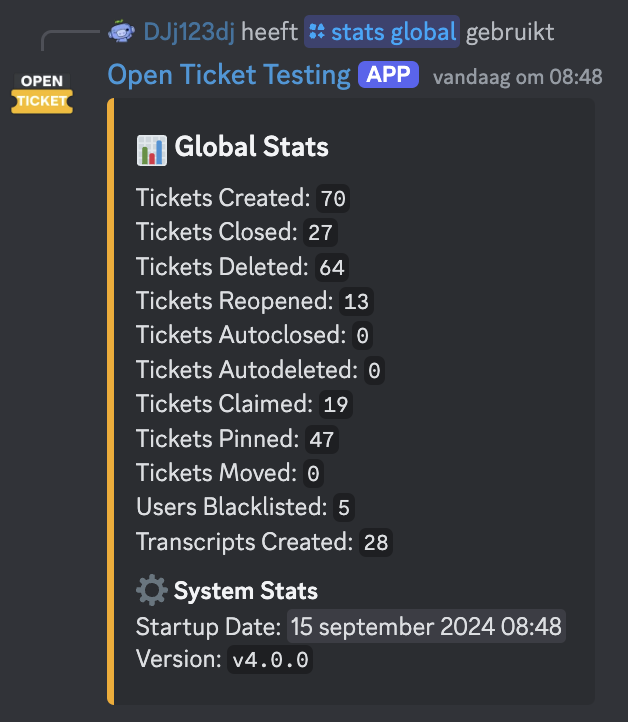 DJj123dj heeft stats global gebruikt
OPEN
TICKET
Open Ticket Testing APP vandaag om 08:48
Global Stats
Tickets Created: 70
Tickets Closed: 27
Tickets Deleted: 64
Tickets Reopened: 13
Tickets Autoclosed: 0
Tickets Autodeleted: 0
Tickets Claimed: 19
Tickets Pinned: 47
Tickets Moved: 0
Users Blacklisted: 5
Transcripts Created: 28
System Stats
Startup Date: 15 september 2024 08:48
Version: v4.0.0